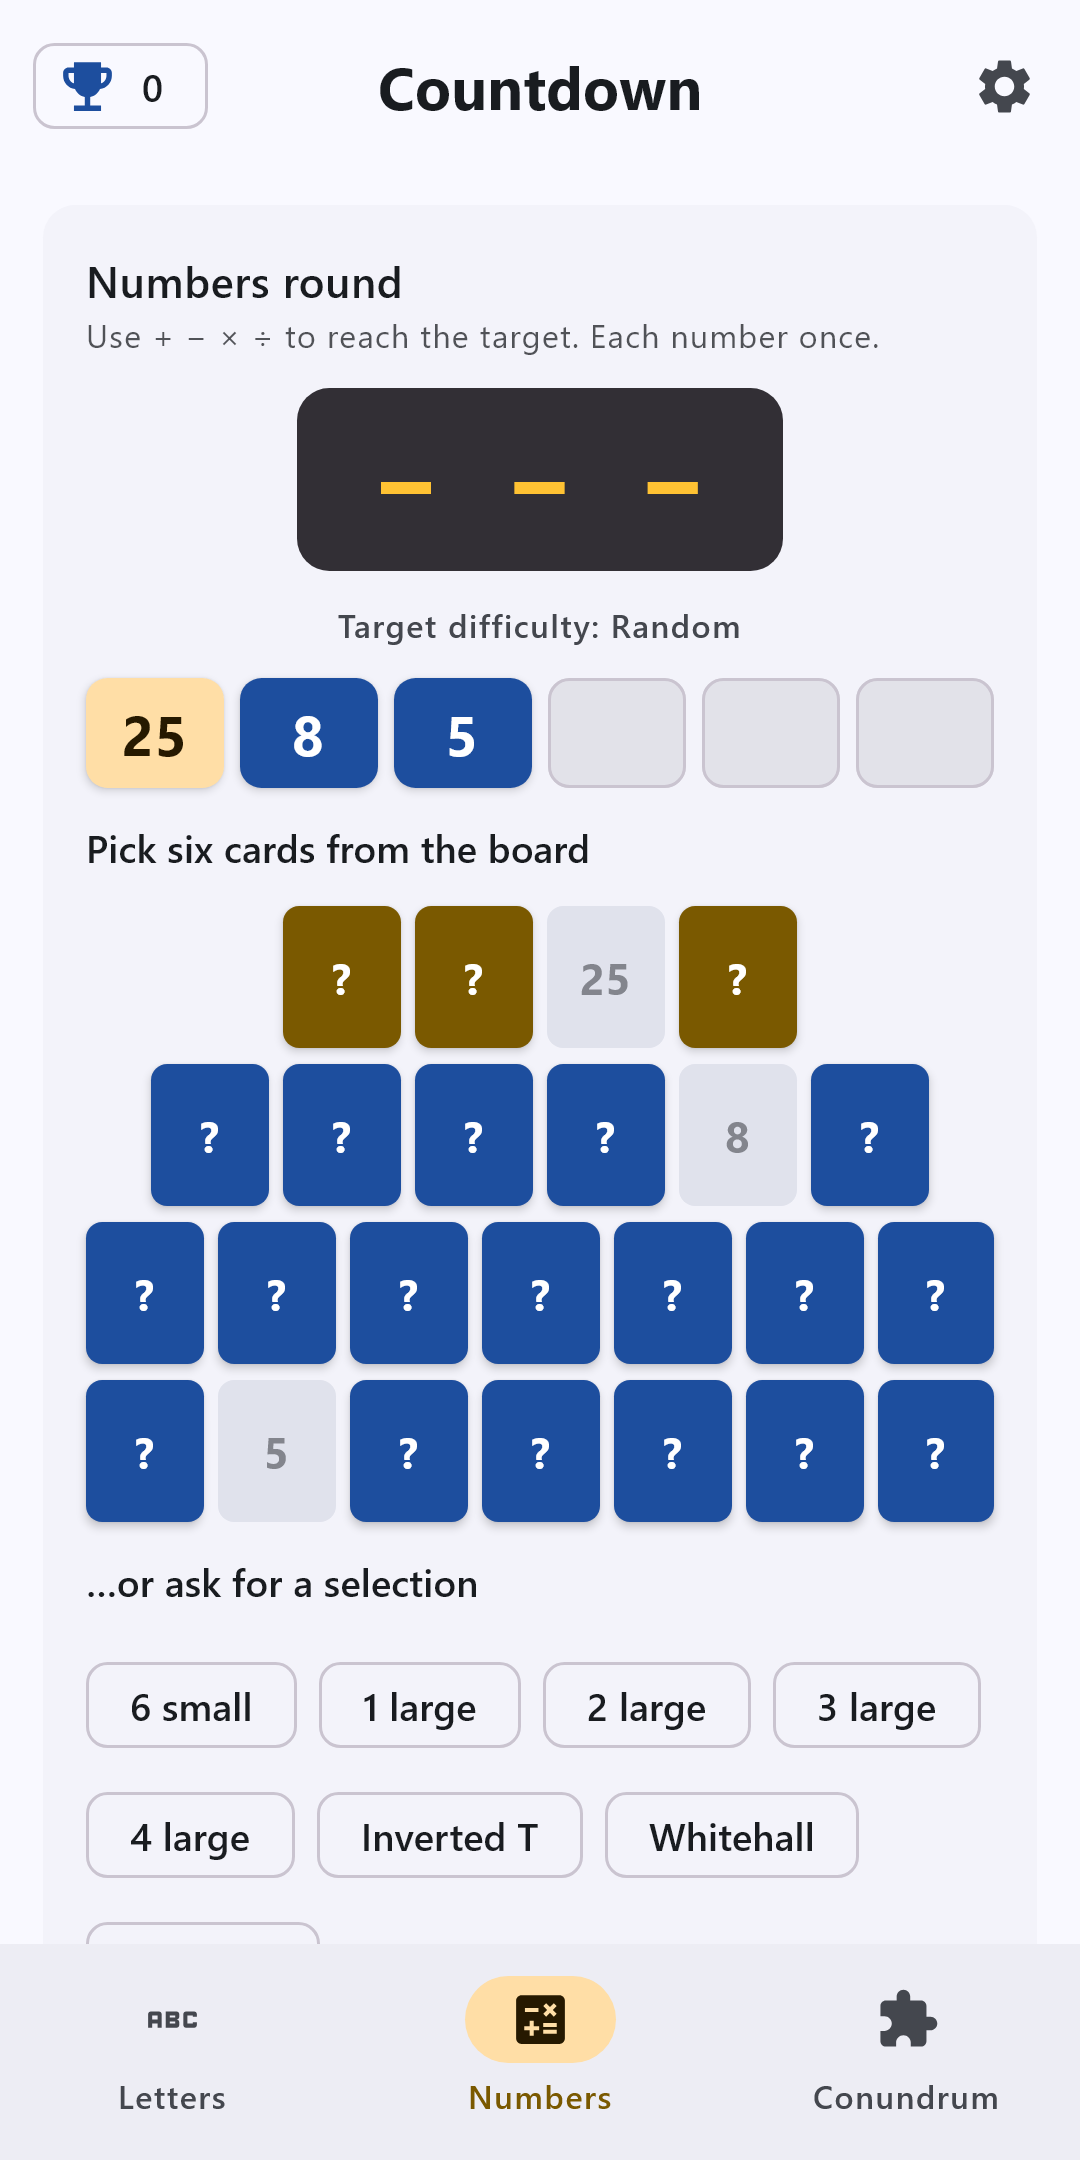 0
Countdown
Numbers round
Use + − × ÷ to reach the target. Each number once.
_ _ _
Target difficulty: Random
25 8 5
Pick six cards from the board
? ? 25 ?
? ? ? ? 8 ?
? ? ? ? ? ? ?
? 5 ? ? ? ? ?
…or ask for a selection
6 small 1 large 2 large 3 large
4 large Inverted T Whitehall
ABC
Letters Numbers Conundrum